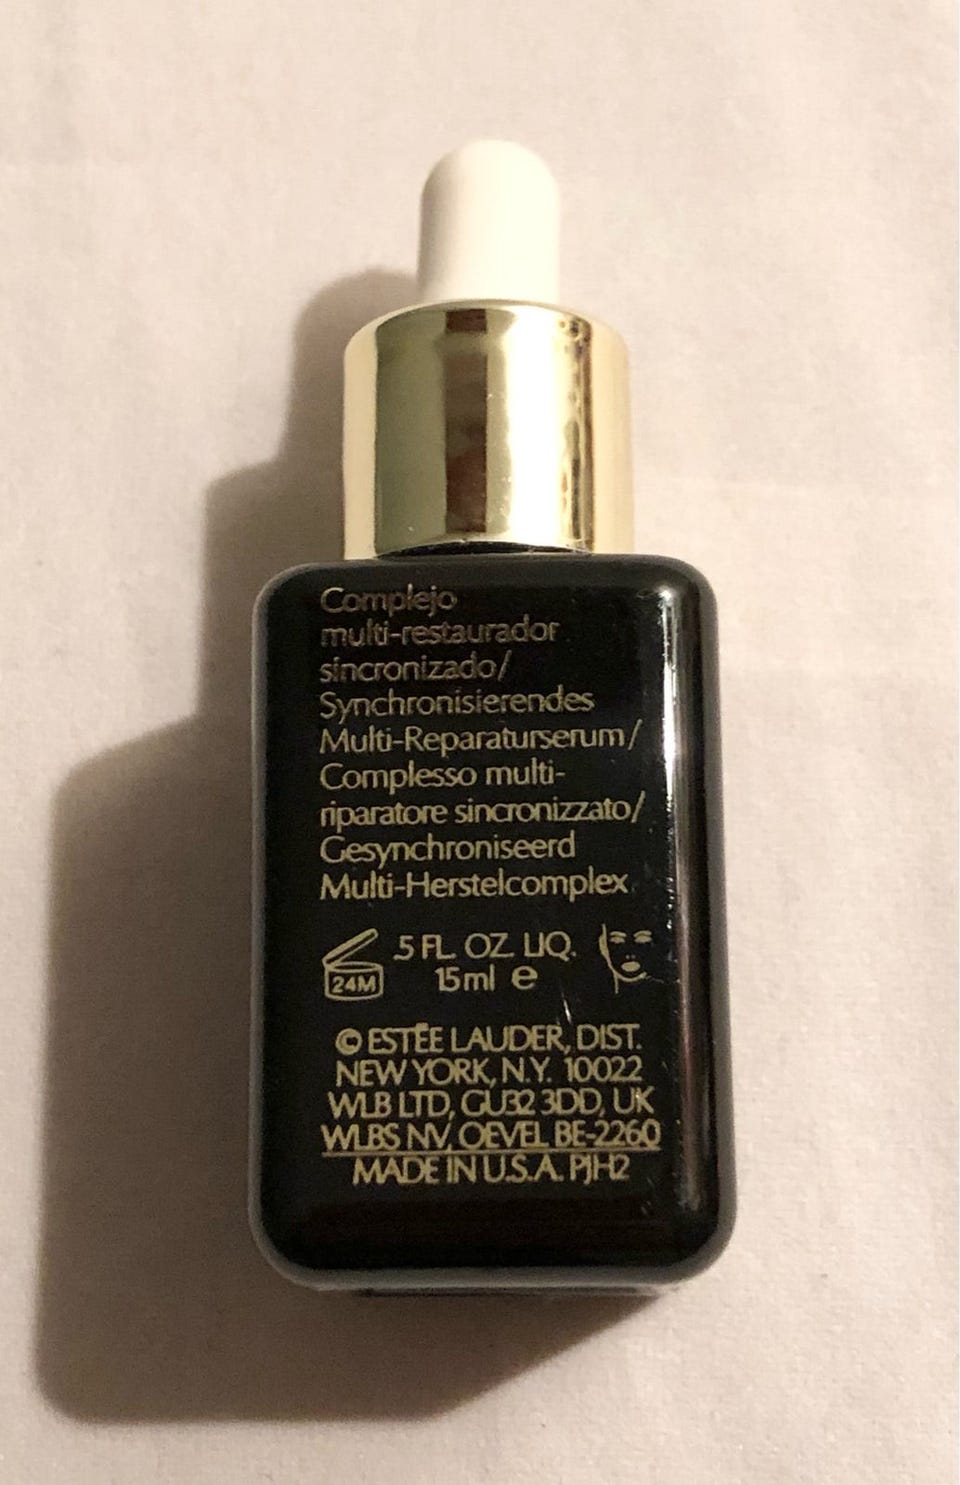 Complejo
multi-restaurador
sincronizado/
Synchronisierendes
Multi-Reparaturserum/
Complesso multi-
riparatore sincronizzato/
Gesynchroniseerd
Multi-Herstelcomplex
24M
.5 FL. OZ. LIQ.
15ml e
© ESTĒE LAUDER, DIST.
NEW YORK, N.Y. 10022
WLB LTD, GU32 3DD, UK
WLBS NV, OEVEL BE-2260
MADE IN U.S.A. PJH2